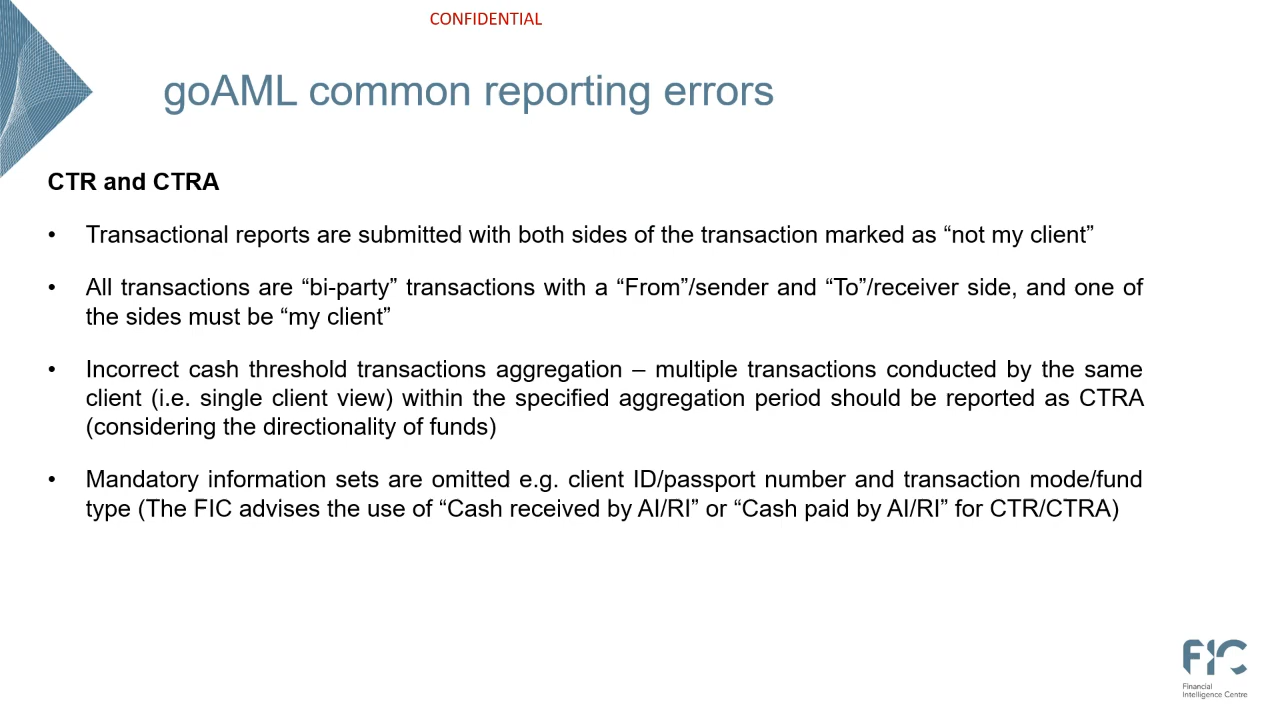 CONFIDENTIAL
goAML common reporting errors
CTR and CTRA
• Transactional reports are submitted with both sides of the transaction marked as “not my client”
• All transactions are “bi-party” transactions with a “From”/sender and “To”/receiver side, and one of
the sides must be “my client”
• Incorrect cash threshold transactions aggregation – multiple transactions conducted by the same
client (i.e. single client view) within the specified aggregation period should be reported as CTRA
(considering the directionality of funds)
• Mandatory information sets are omitted e.g. client ID/passport number and transaction mode/fund
type (The FIC advises the use of “Cash received by AI/RI” or “Cash paid by AI/RI” for CTR/CTRA)
FIC
Financial
Intelligence Centre